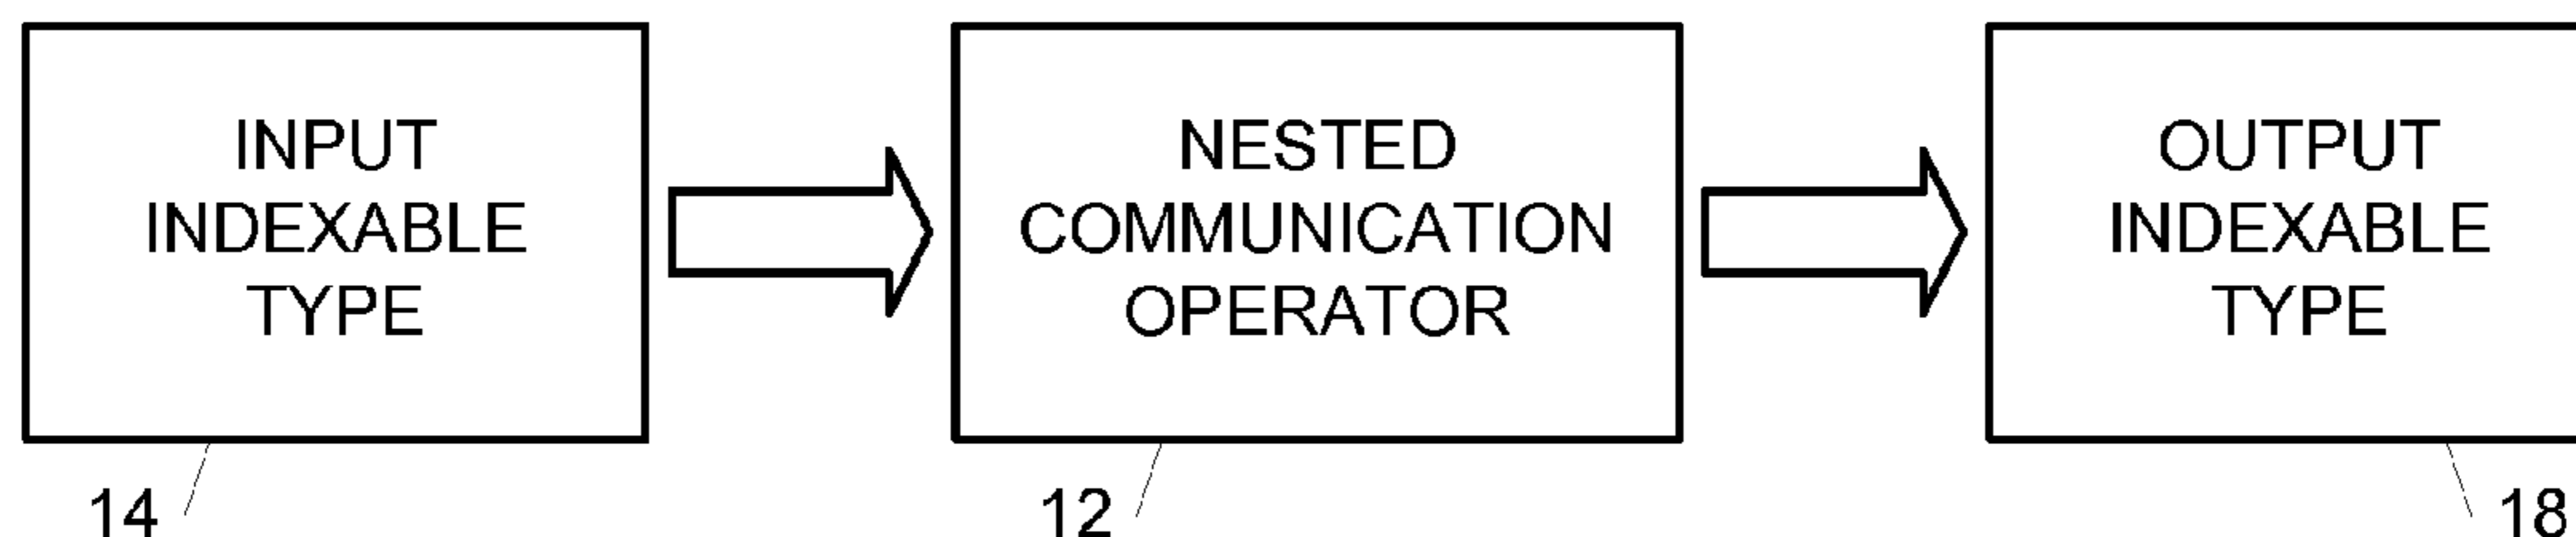 INPUT
INDEXABLE
TYPE
NESTED
COMMUNICATION
OPERATOR
OUTPUT
INDEXABLE
TYPE
14
12
18